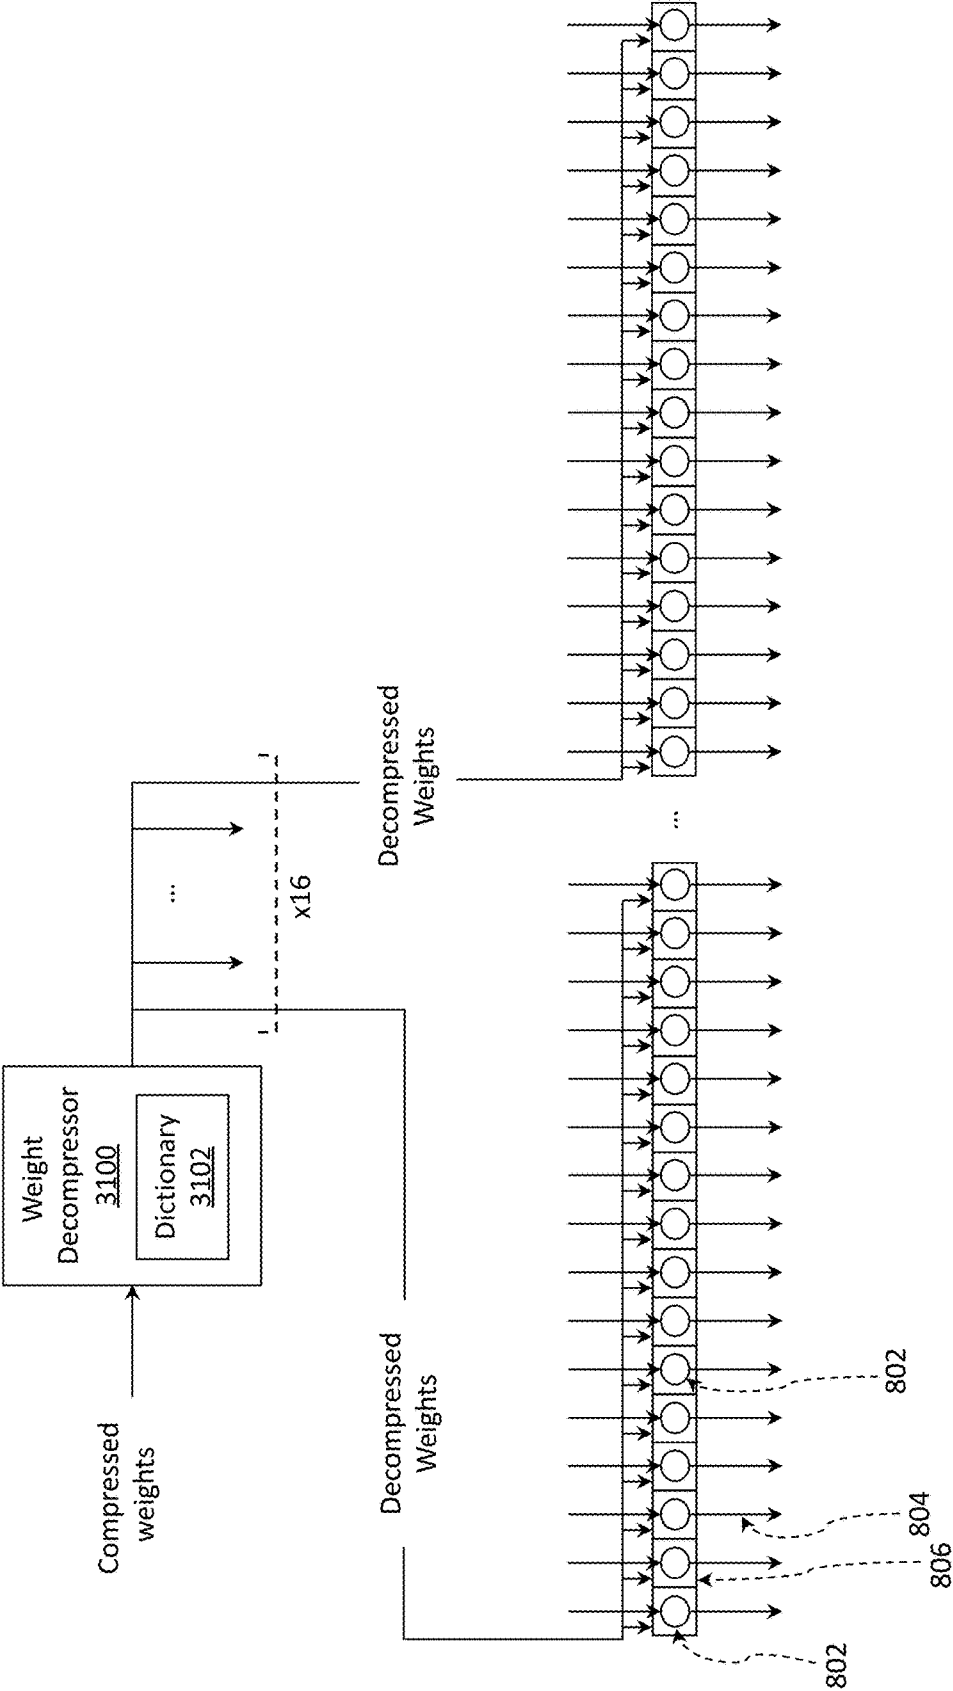 Compressed
weights
Weight
Decompressor
3100
Dictionary
3102
...
x16
Decompressed
Weights
Decompressed
Weights
...
802
806
804
802